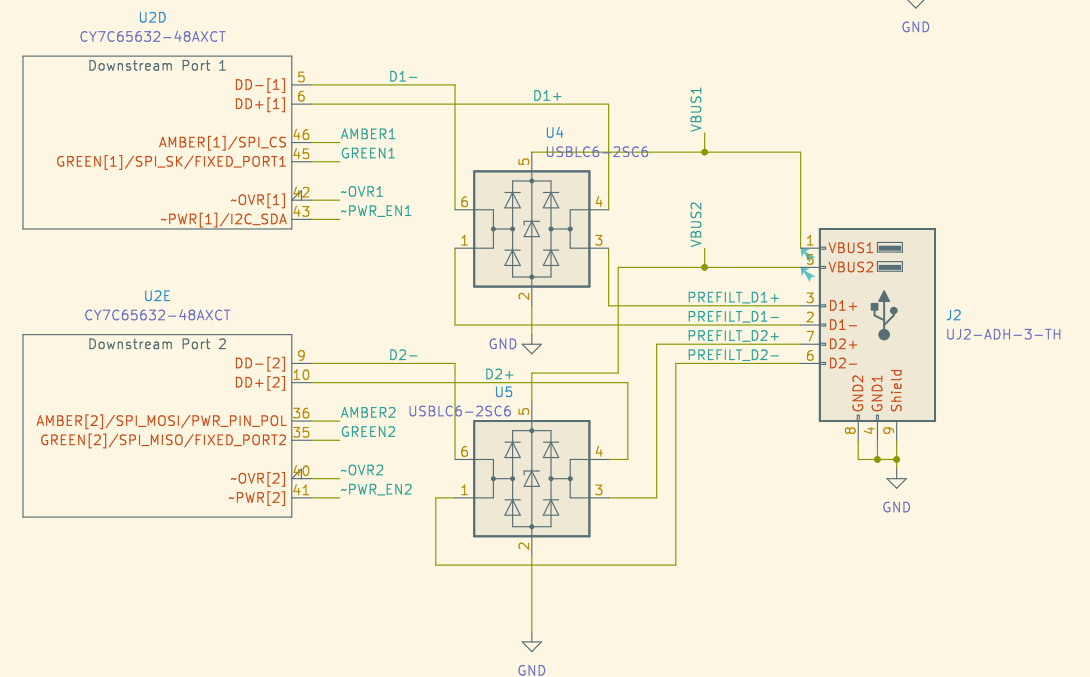 GND
U2D
CY7C65632-48AXCT
Downstream Port 1
DD-[1] 5 D1-
DD+[1] 6 D1+
AMBER[1]/SPI_CS 46 AMBER1
GREEN[1]/SPI_SK/FIXED_PORT1 45 GREEN1
~OVR[1] 42 ~OVR1
~PWR[1]/I2C_SDA 43 ~PWR_EN1
U4
USBLC6-2SC6
5
6
4
1
3
2
GND
VBUS1
VBUS2
U2E
CY7C65632-48AXCT
Downstream Port 2
DD-[2] 9 D2-
DD+[2] 10 D2+
AMBER[2]/SPI_MOSI/PWR_PIN_POL 36 AMBER2
GREEN[2]/SPI_MISO/FIXED_PORT2 35 GREEN2
~OVR[2] 40 ~OVR2
~PWR[2] 41 ~PWR_EN2
U5
USBLC6-2SC6
5
6
4
1
3
2
GND
1 VBUS1
5 VBUS2
PREFILT_D1+ 3 D1+
PREFILT_D1- 2 D1-
PREFILT_D2+ 7 D2+
PREFILT_D2- 6 D2-
J2
UJ2-ADH-3-TH
GND2
GND1
Shield
8
4
9
GND